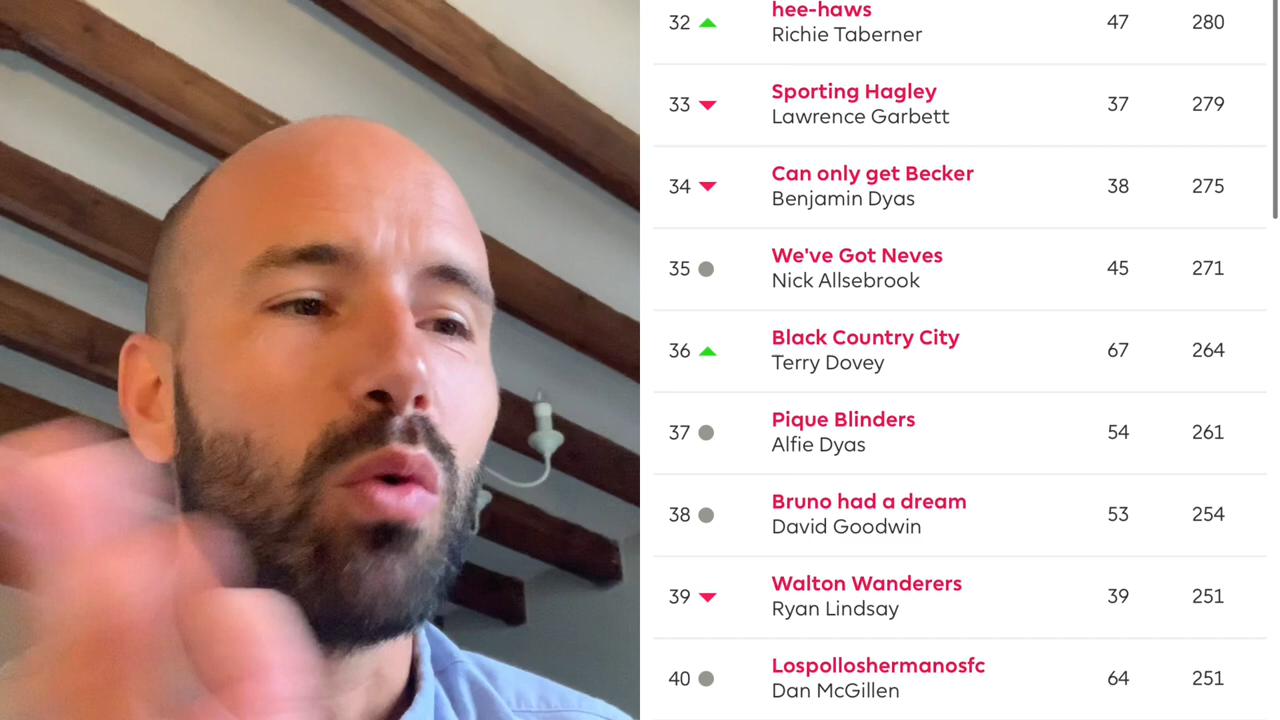 32 hee-haws 47 280
Richie Taberner
33 Sporting Hagley 37 279
Lawrence Garbett
34 Can only get Becker 38 275
Benjamin Dyas
35 We've Got Neves 45 271
Nick Allsebrook
36 Black Country City 67 264
Terry Dovey
37 Pique Blinders 54 261
Alfie Dyas
38 Bruno had a dream 53 254
David Goodwin
39 Walton Wanderers 39 251
Ryan Lindsay
40 Lospolloshermanosfc 64 251
Dan McGillen